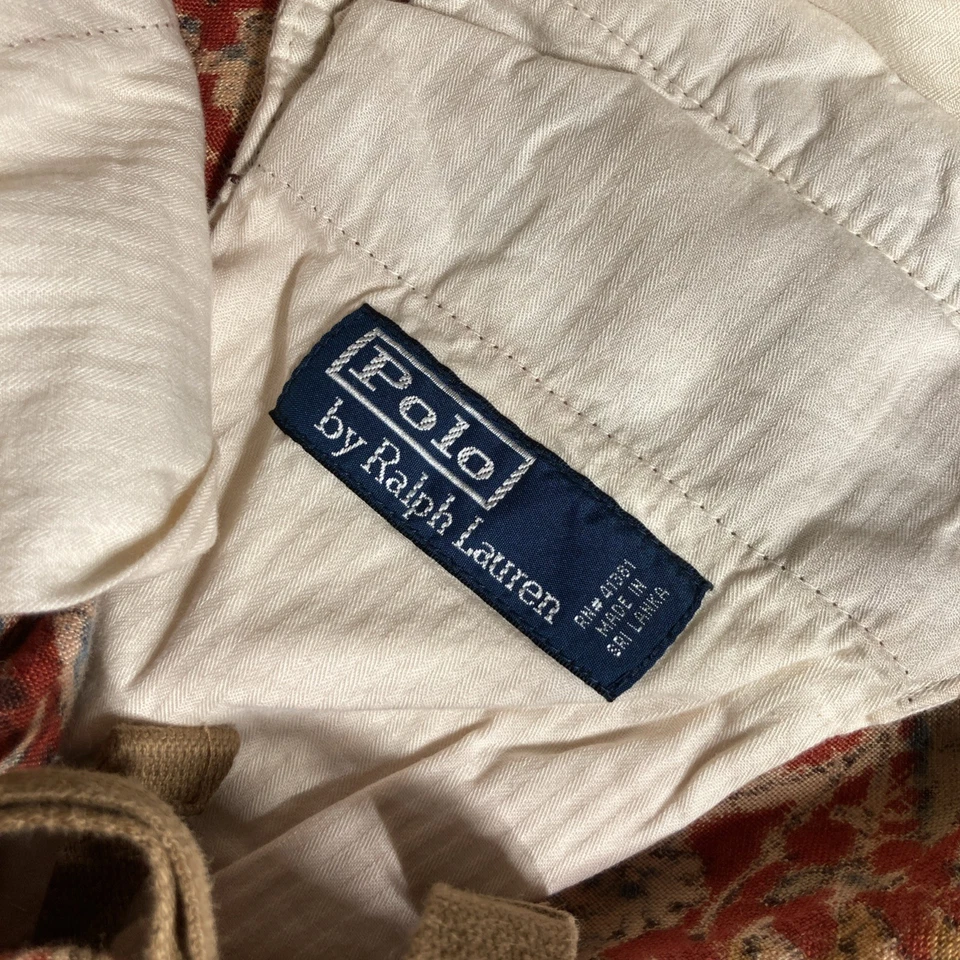 Polo
by Ralph Lauren
RN# 41381
MADE IN
SRI LANKA